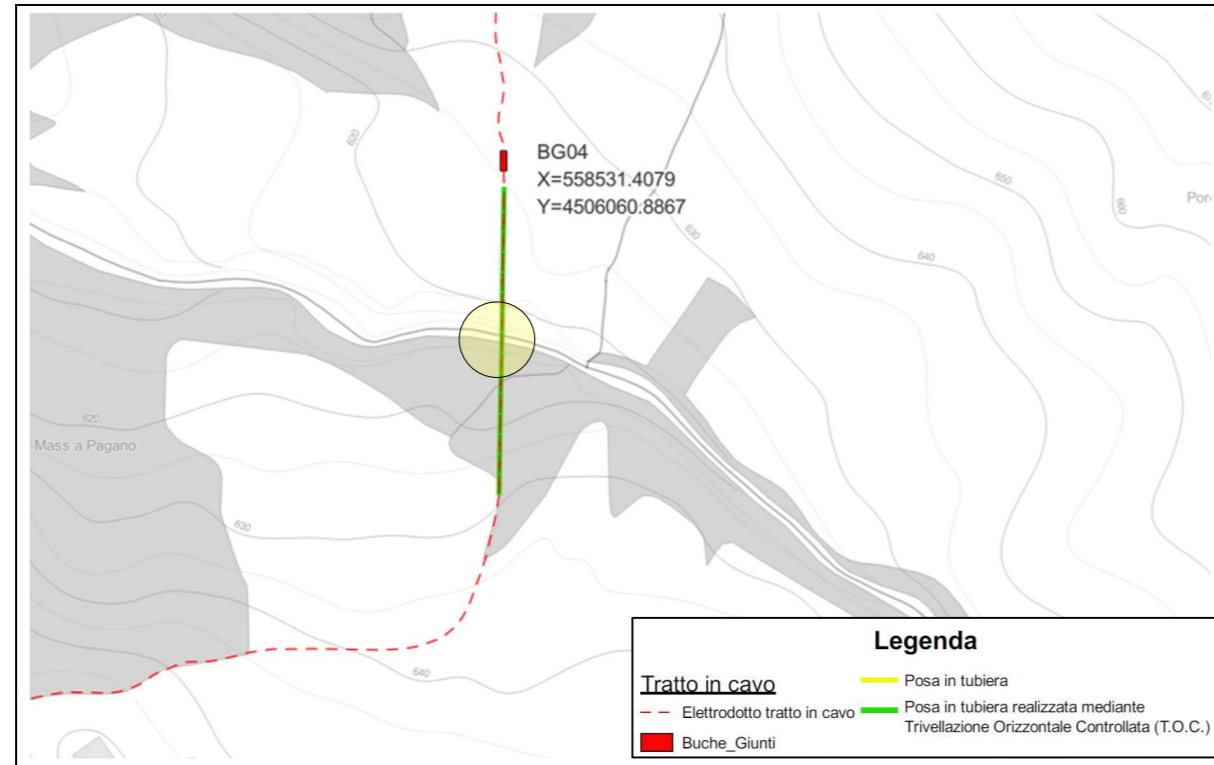 620
BG04
X=558531.4079
Y=4506060.8867
630
650
660
640
620
Mass a Pagano
630
640
Legenda
Tratto in cavo
Elettrodotto tratto in cavo
Buche_Giunti
Posa in tubiera
Posa in tubiera realizzata mediante
Trivellazione Orizzontale Controllata (T.O.C.)